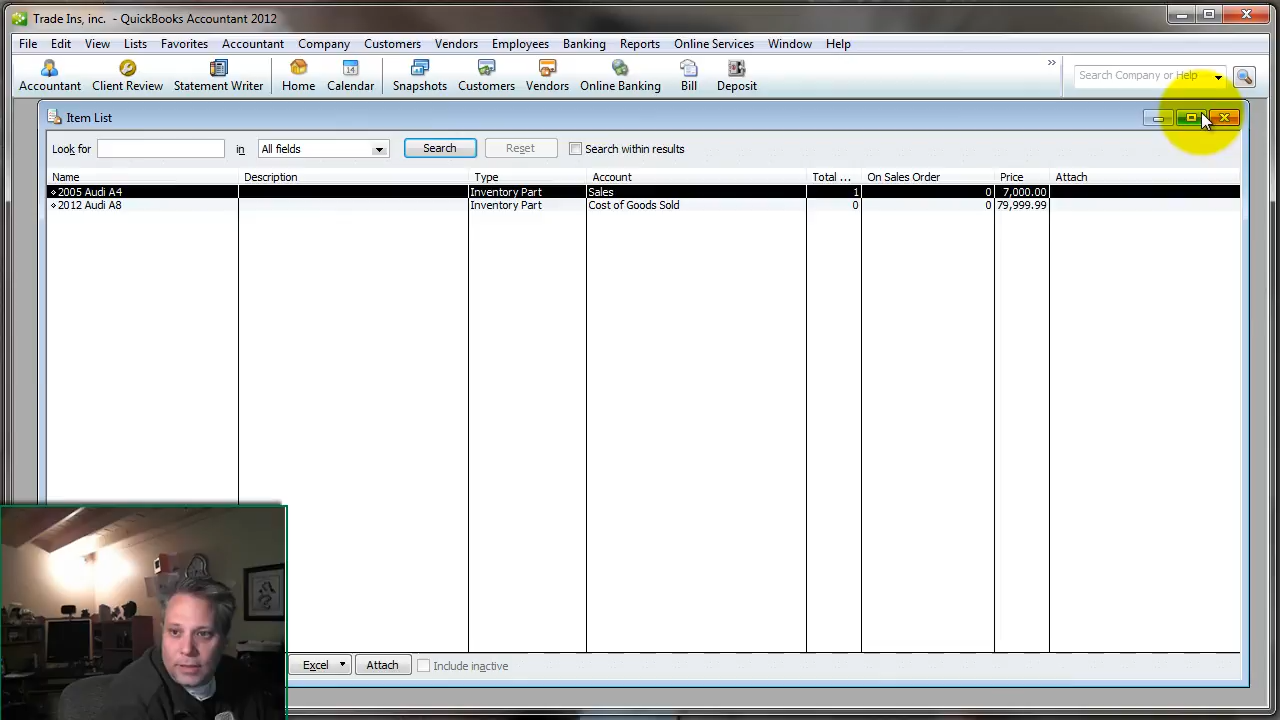 Trade Ins, inc. - QuickBooks Accountant 2012
File Edit View Lists Favorites Accountant Company Customers Vendors Employees Banking Reports Online Services Window Help
Accountant Client Review Statement Writer Home Calendar Snapshots Customers Vendors Online Banking Bill Deposit
Search Company or Help
Item List
Look for in All fields Search Reset Search within results
Name Description Type Account Total ... On Sales Order Price Attach
2005 Audi A4 Inventory Part Sales 1 0 7,000.00
2012 Audi A8 Inventory Part Cost of Goods Sold 0 0 79,999.99
Excel Attach Include inactive